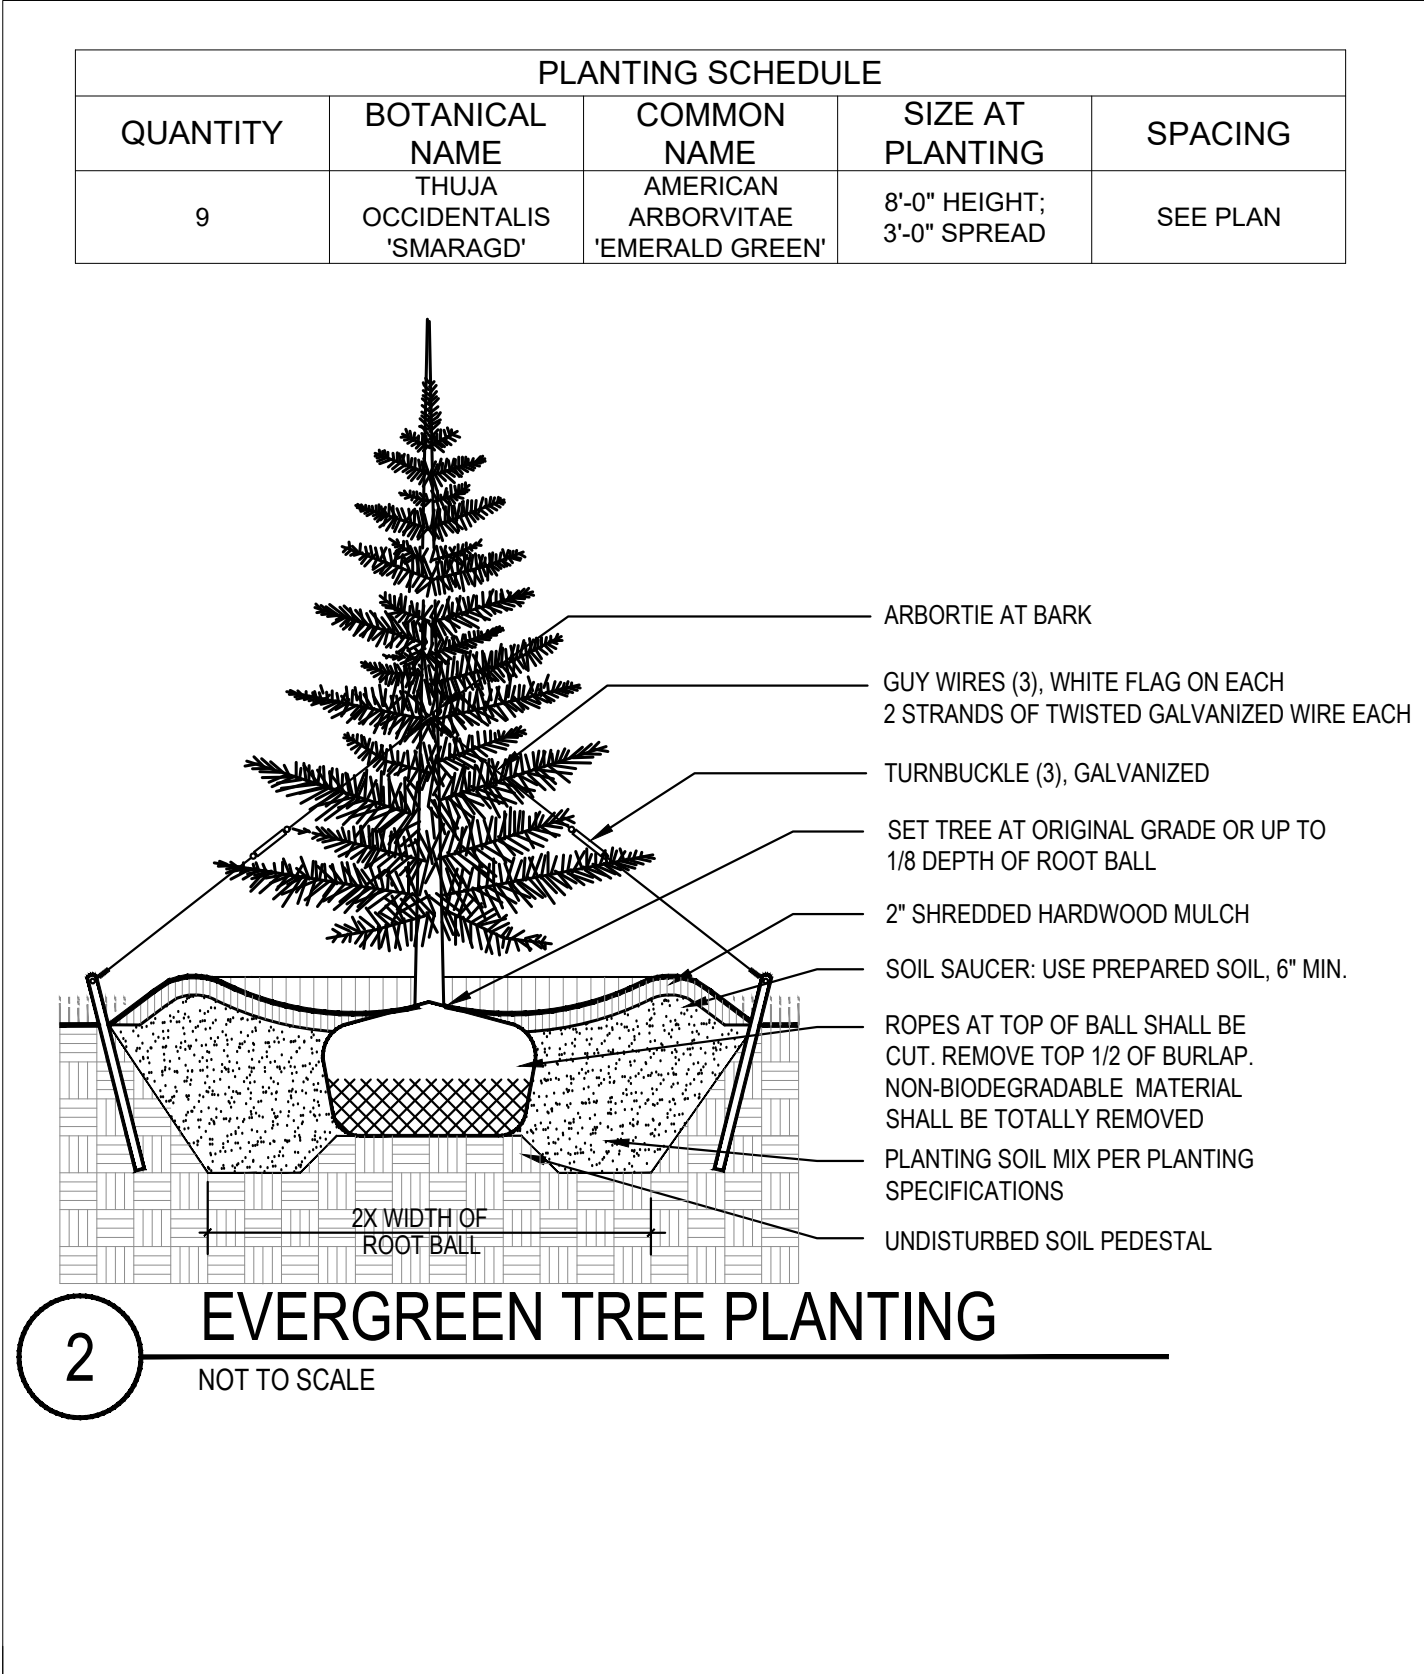 PLANTING SCHEDULE
QUANTITY
BOTANICAL
NAME
COMMON
NAME
SIZE AT
PLANTING
SPACING
9
THUJA
OCCIDENTALIS
'SMARAGD'
AMERICAN
ARBORVITAE
'EMERALD GREEN'
8'-0" HEIGHT;
3'-0" SPREAD
SEE PLAN
ARBORTIE AT BARK
GUY WIRES (3), WHITE FLAG ON EACH
2 STRANDS OF TWISTED GALVANIZED WIRE EACH
TURNBUCKLE (3), GALVANIZED
SET TREE AT ORIGINAL GRADE OR UP TO
1/8 DEPTH OF ROOT BALL
2" SHREDDED HARDWOOD MULCH
SOIL SAUCER: USE PREPARED SOIL, 6" MIN.
ROPES AT TOP OF BALL SHALL BE
CUT. REMOVE TOP 1/2 OF BURLAP.
NON-BIODEGRADABLE MATERIAL
SHALL BE TOTALLY REMOVED
PLANTING SOIL MIX PER PLANTING
SPECIFICATIONS
UNDISTURBED SOIL PEDESTAL
2X WIDTH OF
ROOT BALL
2
EVERGREEN TREE PLANTING
NOT TO SCALE